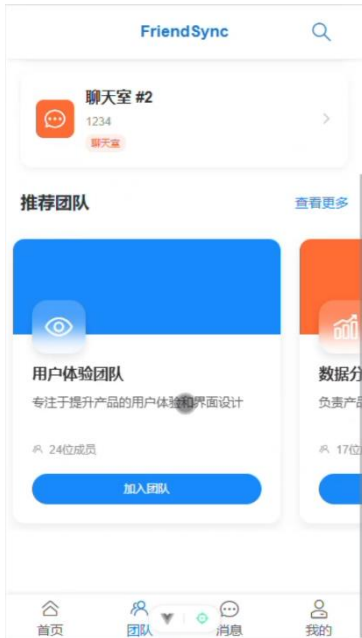 FriendSync
聊天室 #2
1234
聊天室
推荐团队
查看更多
用户体验团队
专注于提升产品的用户体验和界面设计
24位成员
加入团队
数据分
负责产品
17位
首页
团队
消息
我的